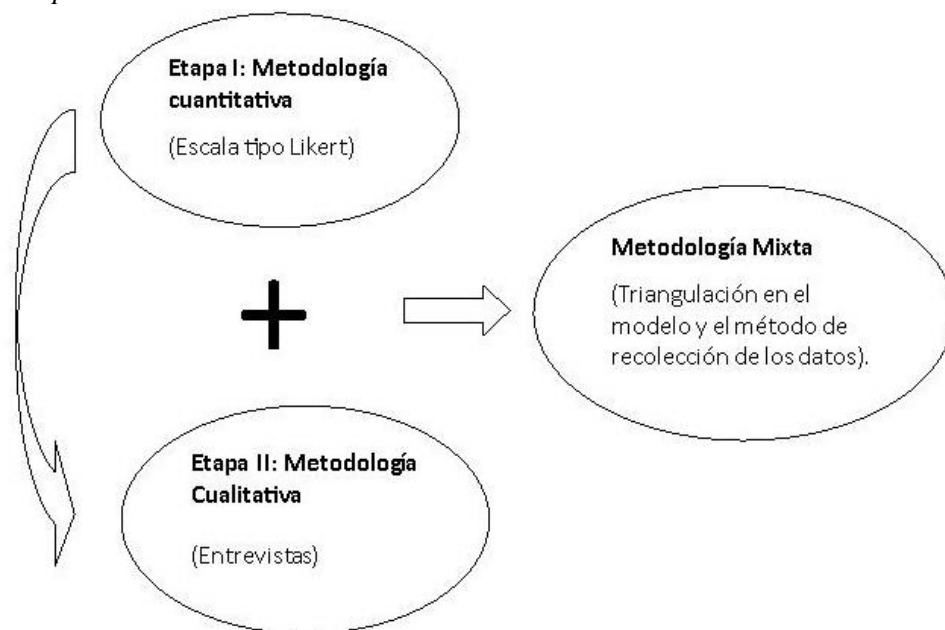 Etapa I: Metodología
cuantitativa
(Escala tipo Likert)
Metodología Mixta
(Triangulación en el
modelo y el método de
recolección de los datos).
Etapa II: Metodología
Cualitativa
(Entrevistas)